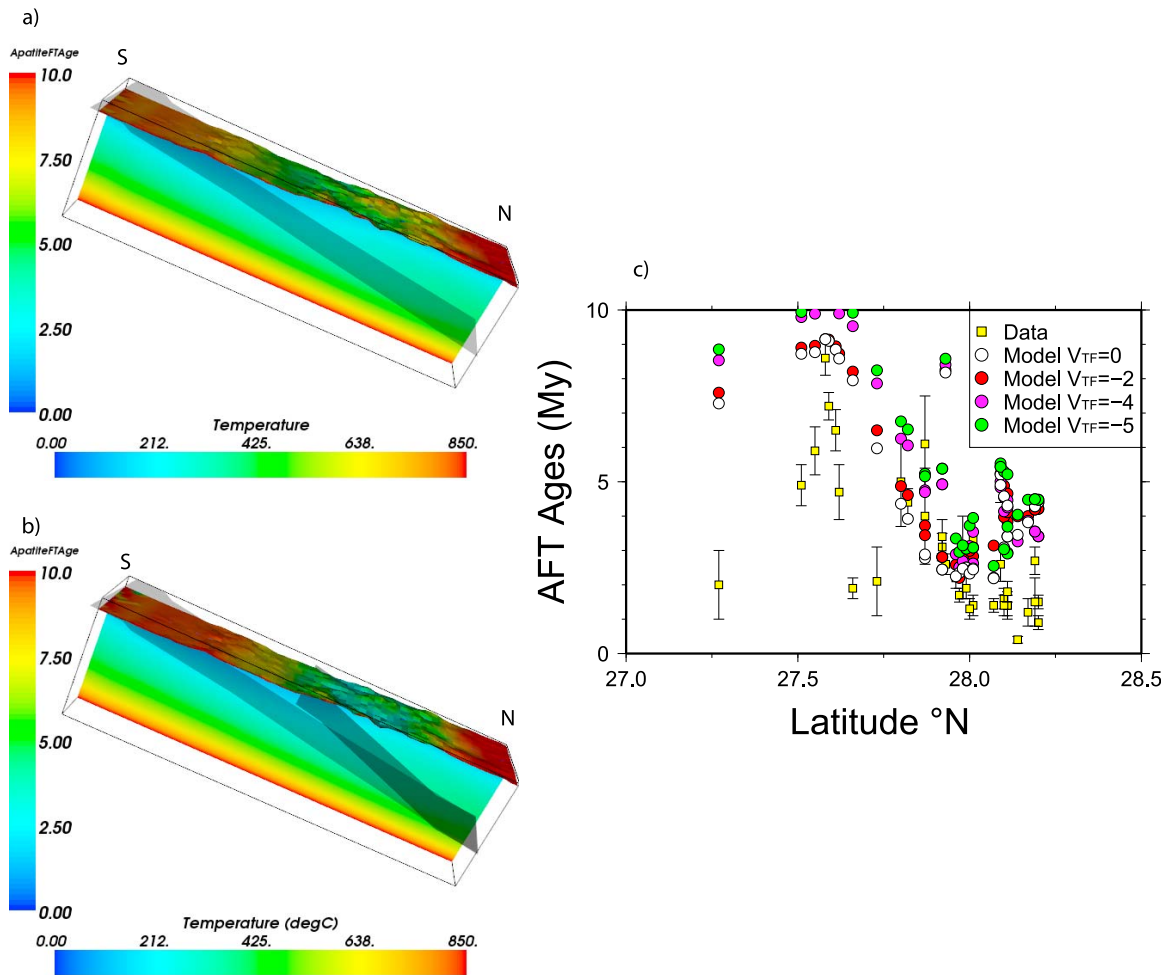 a)
ApatiteFTAge
S
10.0
7.50
5.00
2.50
0.00
N
Temperature
0.00 212. 425. 638. 850.
b)
ApatiteFTAge
S
10.0
7.50
5.00
2.50
0.00
N
Temperature (degC)
0.00 212. 425. 638. 850.
c)
AFT Ages (My)
10
5
0
27.0 27.5 28.0 28.5
Latitude °N
Data
Model VTF=0
Model VTF=−2
Model VTF=−4
Model VTF=−5